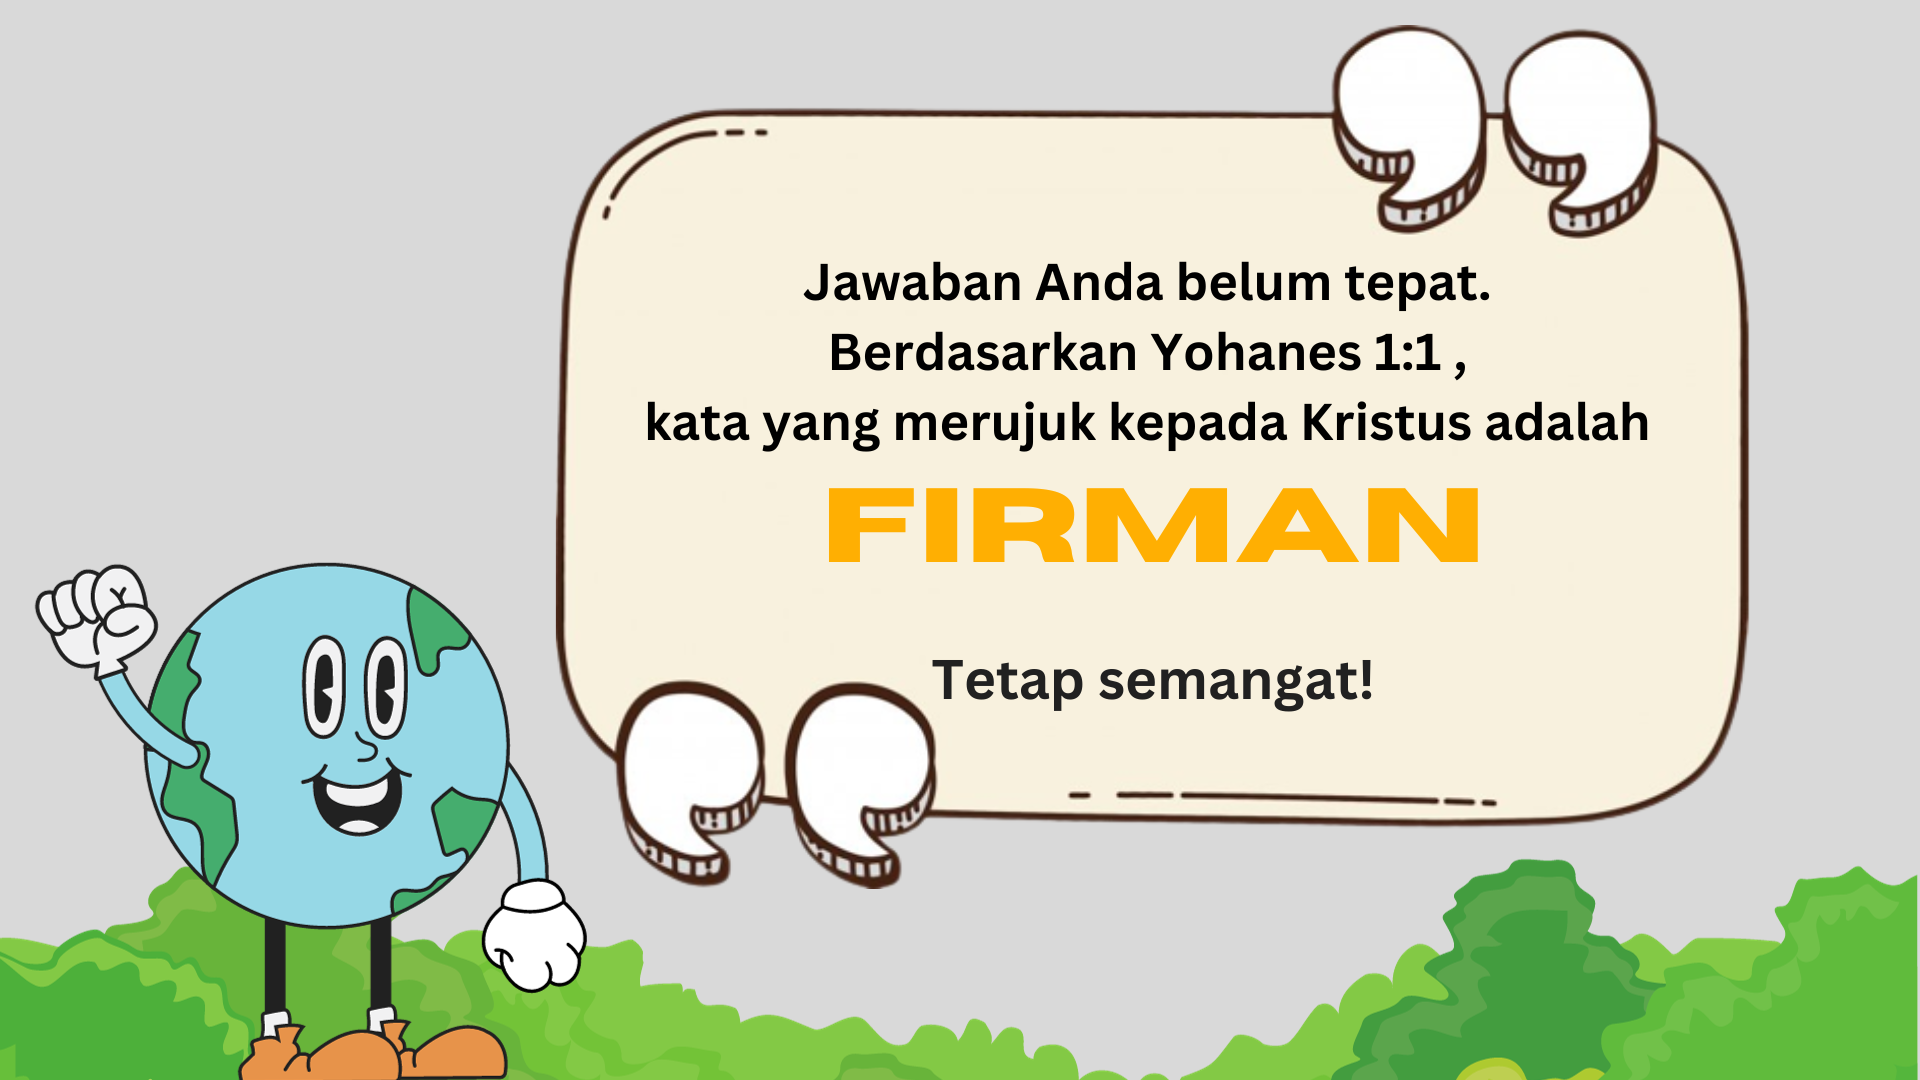 Jawaban Anda belum tepat.
Berdasarkan Yohanes 1:1 ,
kata yang merujuk kepada Kristus adalah
FIRMAN
Tetap semangat!